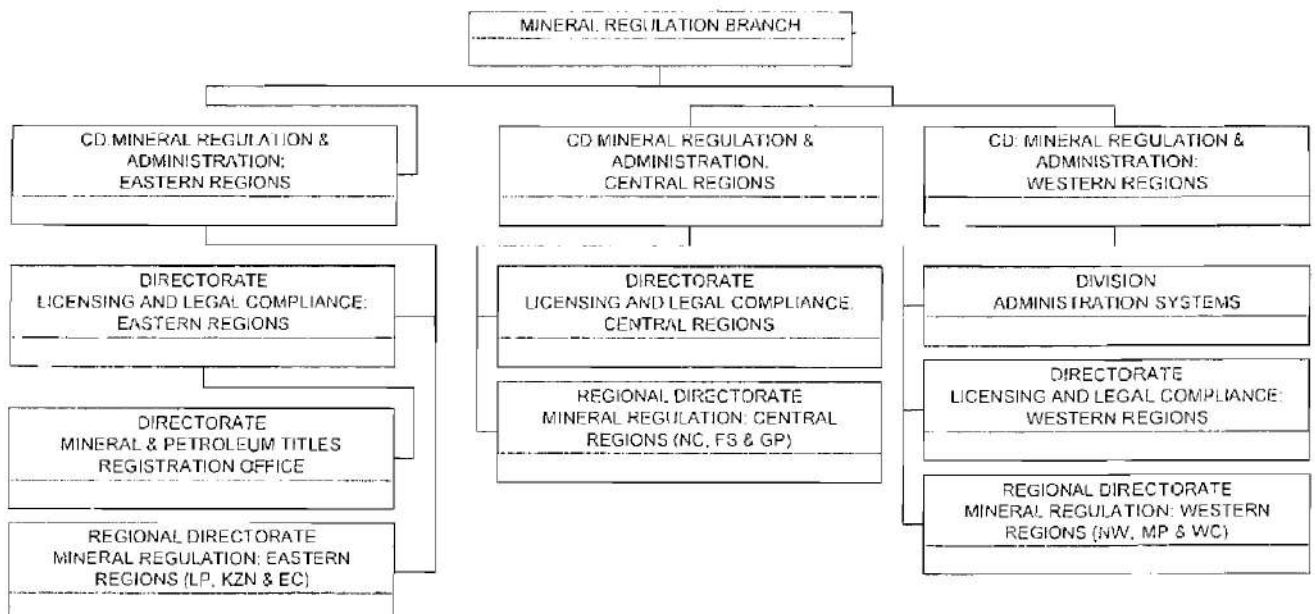 MINERAL REGULATION BRANCH
CD:MINERAL REGULATION &
ADMINISTRATION:
EASTERN REGIONS
CD MINERAL REGULATION &
ADMINISTRATION.
CENTRAL REGIONS
CD: MINERAL REGULATION &
ADMINISTRATION:
WESTERN REGIONS
DIRECTORATE
LICENSING AND LEGAL COMPLIANCE:
EASTERN REGIONS
DIRECTORATE
MINERAL & PETROLEUM TITLES
REGISTRATION OFFICE
REGIONAL DIRECTORATE
MINERAL REGULATION: EASTERN
REGIONS (LP, KZN & EC)
DIRECTORATE
LICENSING AND LEGAL COMPLIANCE.
CENTRAL REGIONS
REGIONAL DIRECTORATE
MINERAL REGULATION: CENTRAL
REGIONS (NC, FS & GP)
DIVISION
ADMINISTRATION SYSTEMS
DIRECTORATE
LICENSING AND LEGAL COMPLIANCE:
WESTERN REGIONS
REGIONAL DIRECTORATE
MINERAL REGULATION: WESTERN
REGIONS (NW, MP & WC)